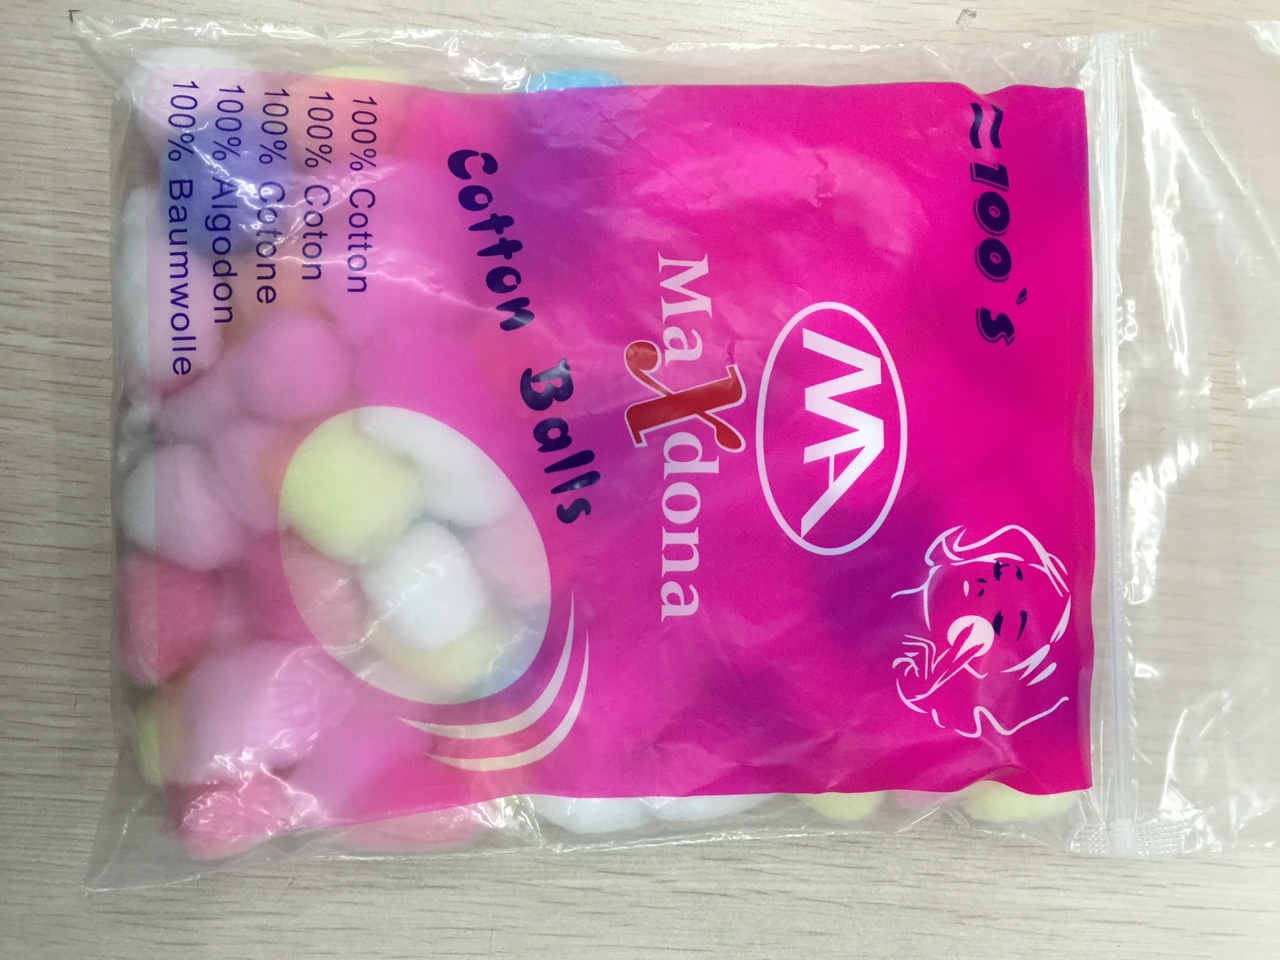 ≈100's
MA
MaXdona
Cotton Balls
100% Cotton
100% Coton
100% Cotone
100% Algodon
100% Baumwolle